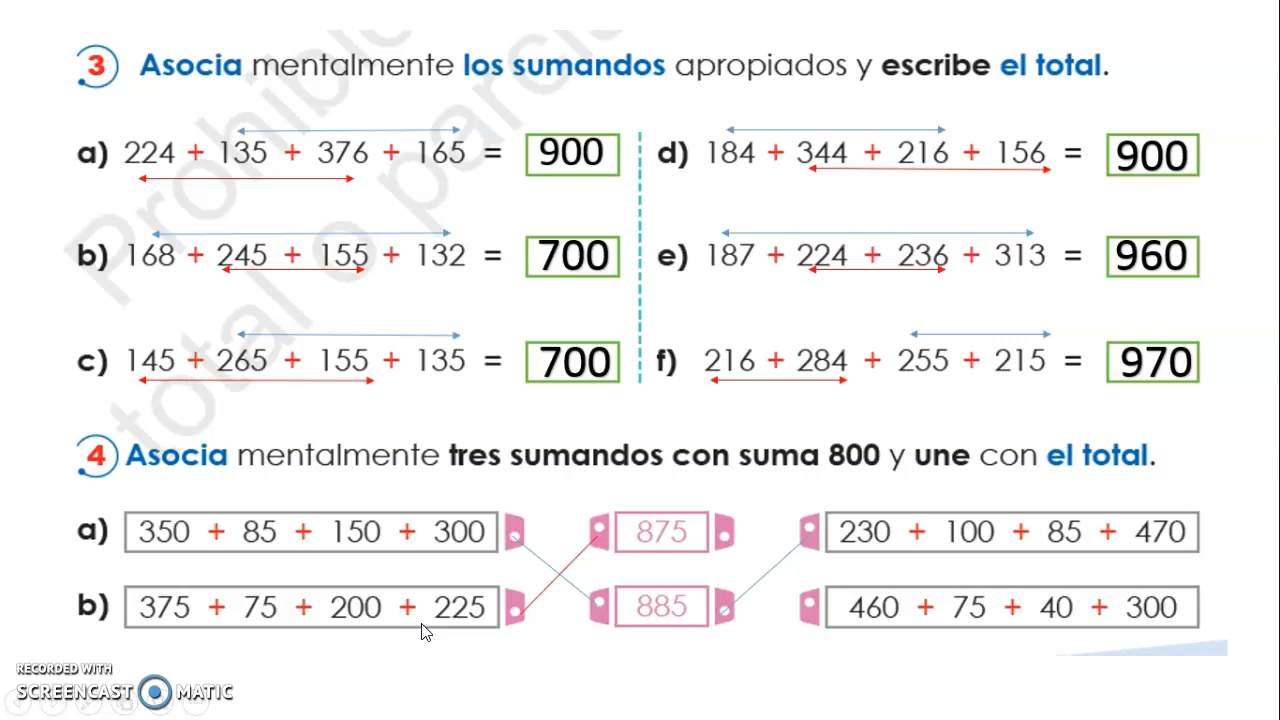 3 Asocia mentalmente los sumandos apropiados y escribe el total.
a) 224 + 135 + 376 + 165 = 900
d) 184 + 344 + 216 + 156 = 900
b) 168 + 245 + 155 + 132 = 700
e) 187 + 224 + 236 + 313 = 960
c) 145 + 265 + 155 + 135 = 700
f) 216 + 284 + 255 + 215 = 970
4 Asocia mentalmente tres sumandos con suma 800 y une con el total.
a) 350 + 85 + 150 + 300
875
230 + 100 + 85 + 470
b) 375 + 75 + 200 + 225
885
460 + 75 + 40 + 300
RECORDED WITH
SCREENCAST MATIC
total o parcia